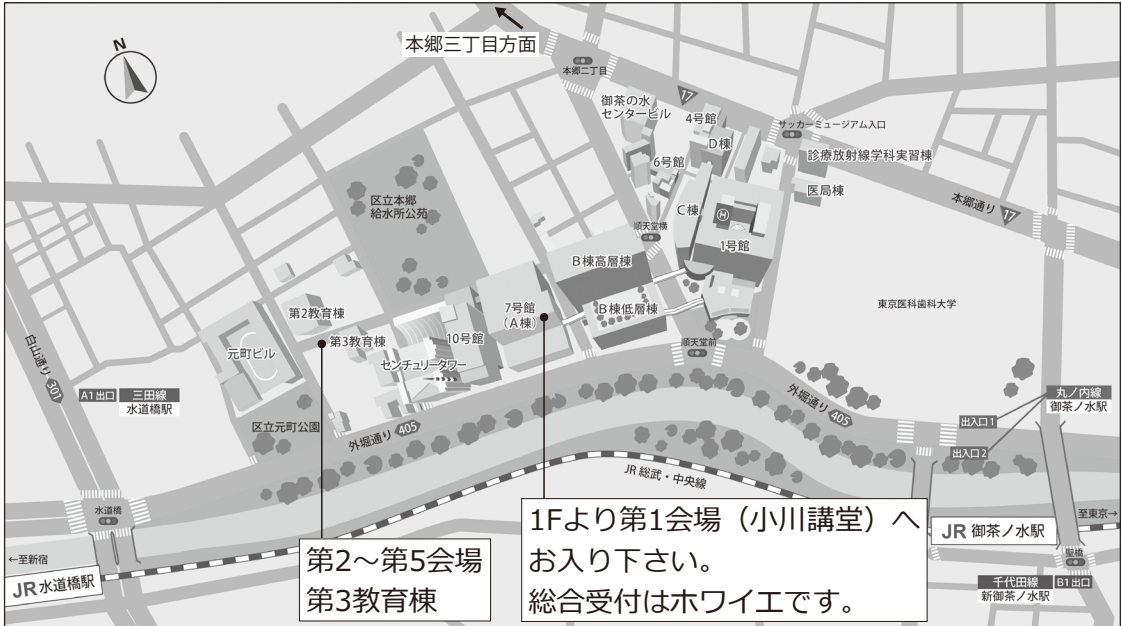 N
本郷三丁目方面
本郷二丁目
17
御茶の水
センタービル
4号館
サッカーミュージアム入口
D棟
診療放射線学科実習棟
6号館
医局棟
区立本郷
給水所公苑
C棟
本郷通り 17
順天堂横
H
1号館
B棟高層棟
東京医科歯科大学
7号館
(A棟)
B棟低層棟
第2教育棟
第3教育棟
10号館
元町ビル
センチュリータワー
順天堂前
白山通り 301
A1出口 三田線
水道橋駅
丸ノ内線
御茶ノ水駅
外堀通り 405
出入口1
区立元町公園
外堀通り 405
出入口2
JR 総武・中央線
水道橋
至東京→
JR 御茶ノ水駅
聖橋
←至新宿
JR 水道橋駅
千代田線 B1出口
新御茶ノ水駅
第2～第5会場
第3教育棟
1Fより第1会場（小川講堂）へ
お入り下さい。
総合受付はホワイエです。